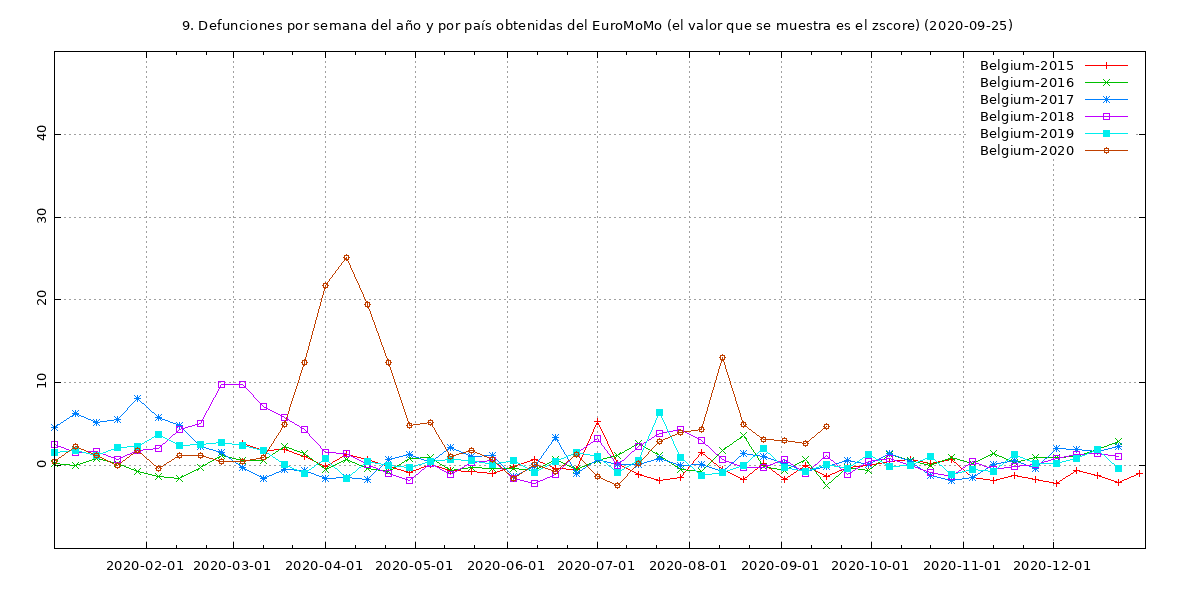 9. Defunciones por semana del año y por país obtenidas del EuroMoMo (el valor que se muestra es el zscore) (2020-09-25)
Belgium-2015
Belgium-2016
Belgium-2017
Belgium-2018
Belgium-2019
Belgium-2020
40
30
20
10
0
2020-02-01 2020-03-01 2020-04-01 2020-05-01 2020-06-01 2020-07-01 2020-08-01 2020-09-01 2020-10-01 2020-11-01 2020-12-01